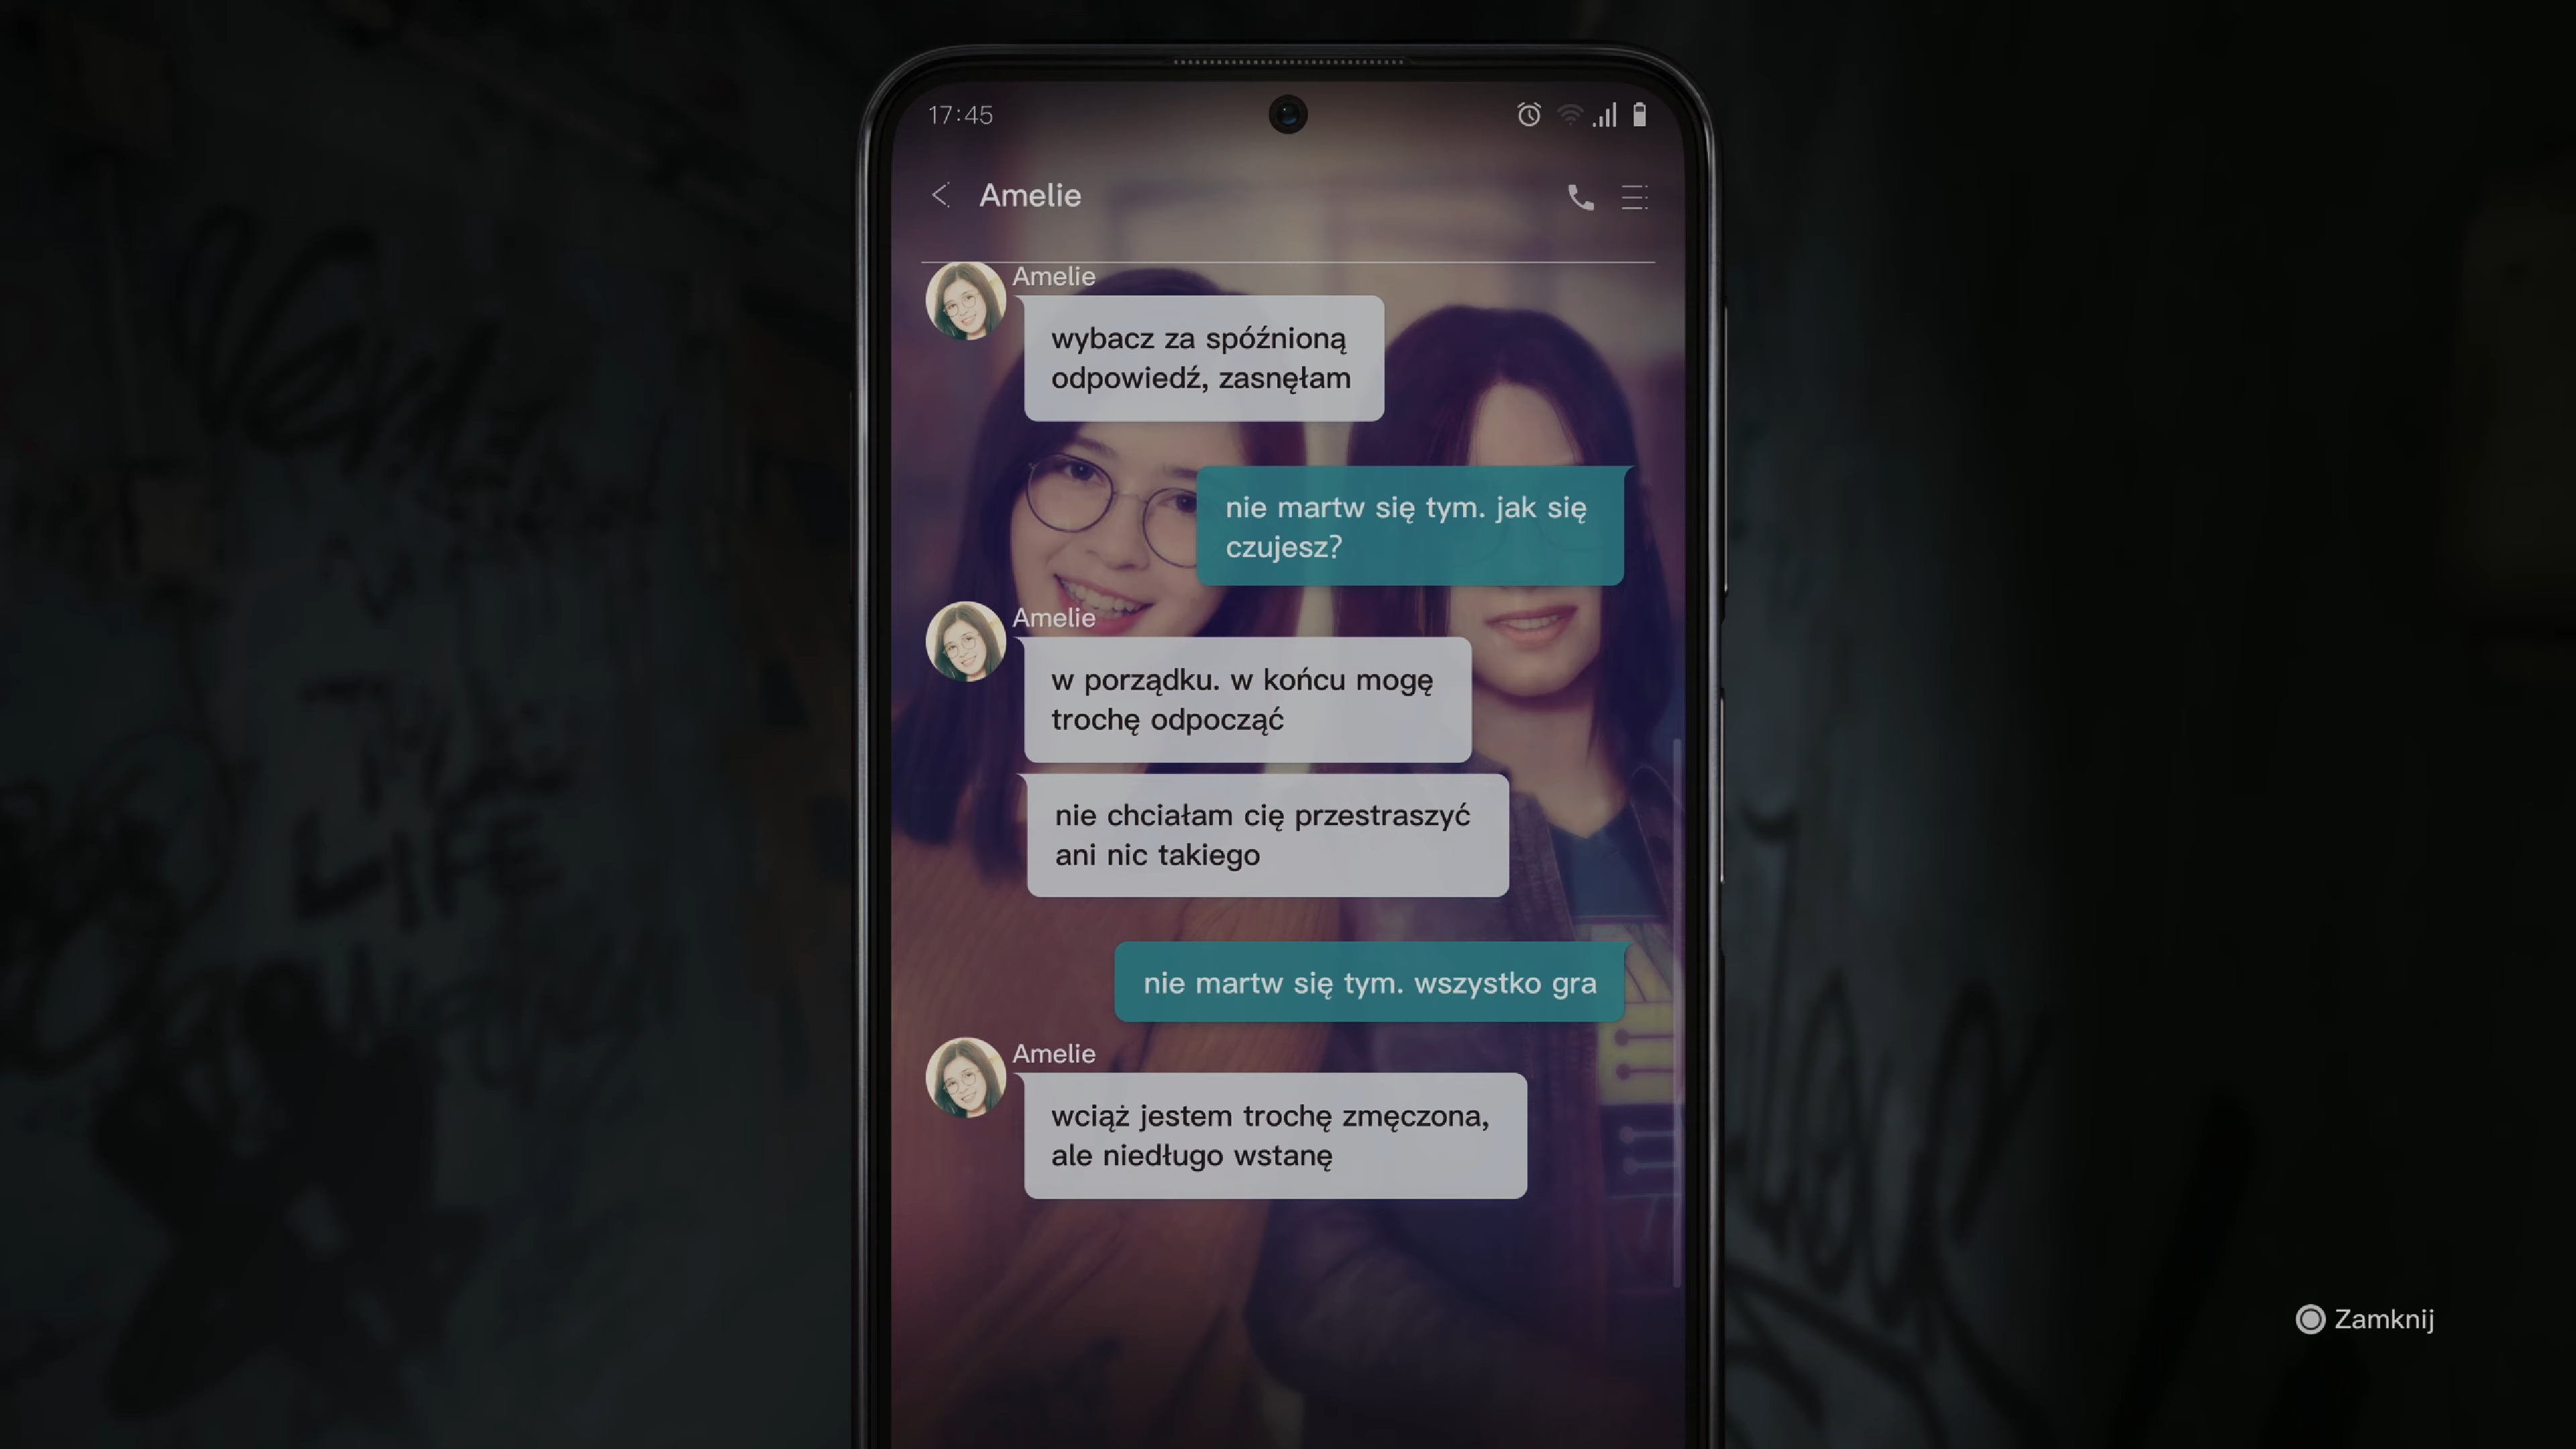 17:45
Amelie
Amelie
wybacz za spóźnioną
odpowiedź, zasnęłam
nie martw się tym. jak się
czujesz?
Amelie
w porządku. w końcu mogę
trochę odpocząć
nie chciałam cię przestraszyć
ani nic takiego
nie martw się tym. wszystko gra
Amelie
wciąż jestem trochę zmęczona,
ale niedługo wstanę
Zamknij
LIFE